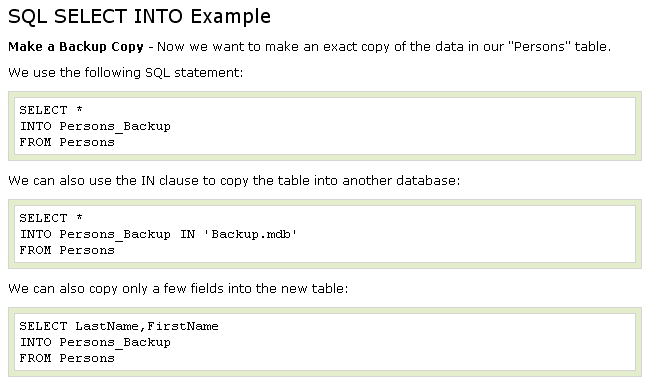 SQL SELECT INTO Example
Make a Backup Copy - Now we want to make an exact copy of the data in our "Persons" table.
We use the following SQL statement:
SELECT *
INTO Persons_Backup
FROM Persons
We can also use the IN clause to copy the table into another database:
SELECT *
INTO Persons_Backup IN 'Backup.mdb'
FROM Persons
We can also copy only a few fields into the new table:
SELECT LastName,FirstName
INTO Persons_Backup
FROM Persons